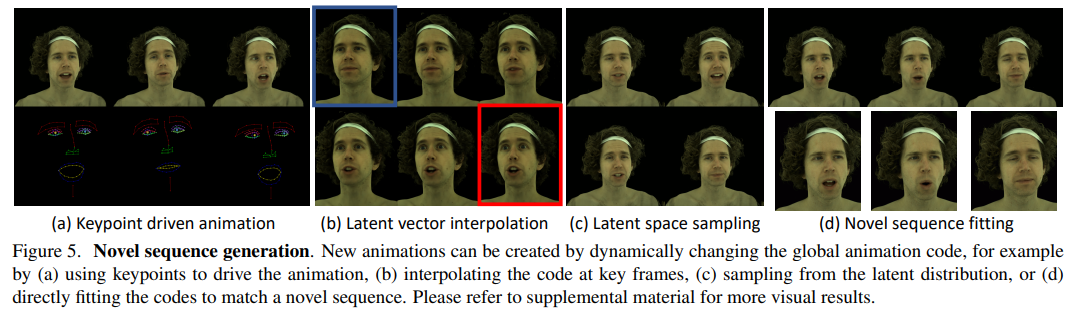 (a) Keypoint driven animation
(b) Latent vector interpolation
(c) Latent space sampling
(d) Novel sequence fitting
Figure 5. Novel sequence generation. New animations can be created by dynamically changing the global animation code, for example
by (a) using keypoints to drive the animation, (b) interpolating the code at key frames, (c) sampling from the latent distribution, or (d)
directly fitting the codes to match a novel sequence. Please refer to supplemental material for more visual results.